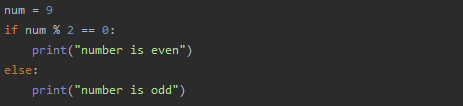 num = 9
if num % 2 == 0:
    print("number is even")
else:
    print("number is odd")